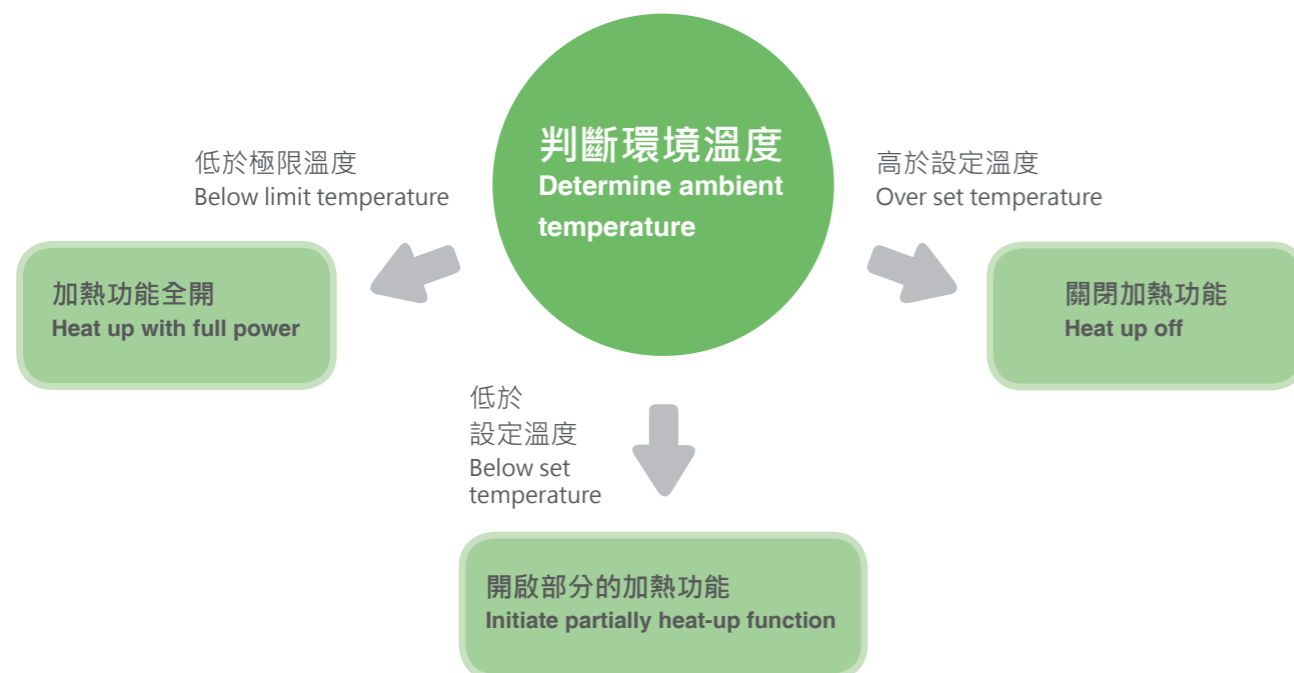 判斷環境溫度
Determine ambient
temperature
低於極限溫度
Below limit temperature
高於設定溫度
Over set temperature
加熱功能全開
Heat up with full power
關閉加熱功能
Heat up off
低於
設定溫度
Below set
temperature
開啟部分的加熱功能
Initiate partially heat-up function